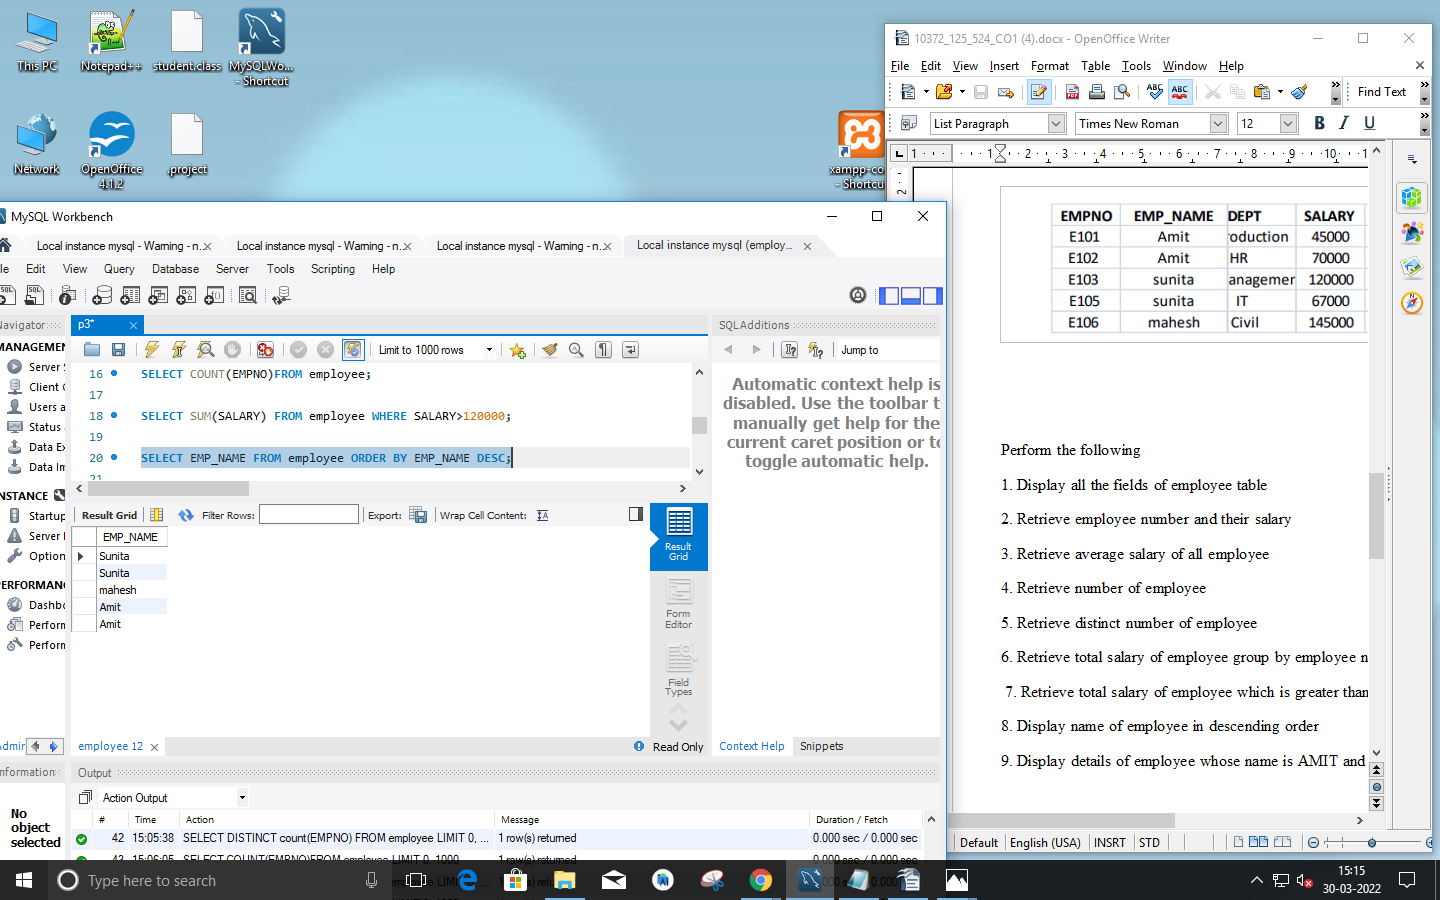 This PC
Notepad++
student.class
MySQLWo...
- Shortcut
Network
OpenOffice
4.1.2
.project
xampp-co
- Shortcu
10372_125_524_CO1 (4).docx - OpenOffice Writer
File Edit View Insert Format Table Tools Window Help
Find Text
List Paragraph
Times New Roman
12
B I U
EMPNO EMP_NAME DEPT SALARY
E101 Amit roduction 45000
E102 Amit HR 70000
E103 sunita anagemer 120000
E105 sunita IT 67000
E106 mahesh Civil 145000
Perform the following
1. Display all the fields of employee table
2. Retrieve employee number and their salary
3. Retrieve average salary of all employee
4. Retrieve number of employee
5. Retrieve distinct number of employee
6. Retrieve total salary of employee group by employee n
7. Retrieve total salary of employee which is greater than
8. Display name of employee in descending order
9. Display details of employee whose name is AMIT and
Default English (USA) INSRT STD
MySQL Workbench
Local instance mysql - Warning - n...
Local instance mysql - Warning - n...
Local instance mysql - Warning - n...
Local instance mysql (employ...
le Edit View Query Database Server Tools Scripting Help
Navigator
MANAGEMEN
Server S
Client C
Users a
Status a
Data Ex
Data Im
NSTANCE
Startup
Server L
Option
PERFORMANC
Dashbo
Perforn
Perforn
p3*
Limit to 1000 rows
16 SELECT COUNT(EMPNO)FROM employee;
17
18 SELECT SUM(SALARY) FROM employee WHERE SALARY>120000;
19
20 SELECT EMP_NAME FROM employee ORDER BY EMP_NAME DESC;
21
SQLAdditions
Jump to
Automatic context help is
disabled. Use the toolbar t
manually get help for the
current caret position or to
toggle automatic help.
Result Grid Filter Rows: Export: Wrap Cell Content:
EMP_NAME
Sunita
Sunita
mahesh
Amit
Amit
Result
Grid
Form
Editor
Field
Types
Admir
employee 12
Read Only
Context Help Snippets
nformation
No
object
selected
Output
Action Output
# Time Action Message Duration / Fetch
42 15:05:38 SELECT DISTINCT count(EMPNO) FROM employee LIMIT 0, ... 1 row(s) returned 0.000 sec / 0.000 sec
43 15:06:05 SELECT COUNT(EMPNO)FROM employee LIMIT 0, 1000 1 row(s) returned 0.000 sec / 0.000 sec
Type here to search
15:15
30-03-2022